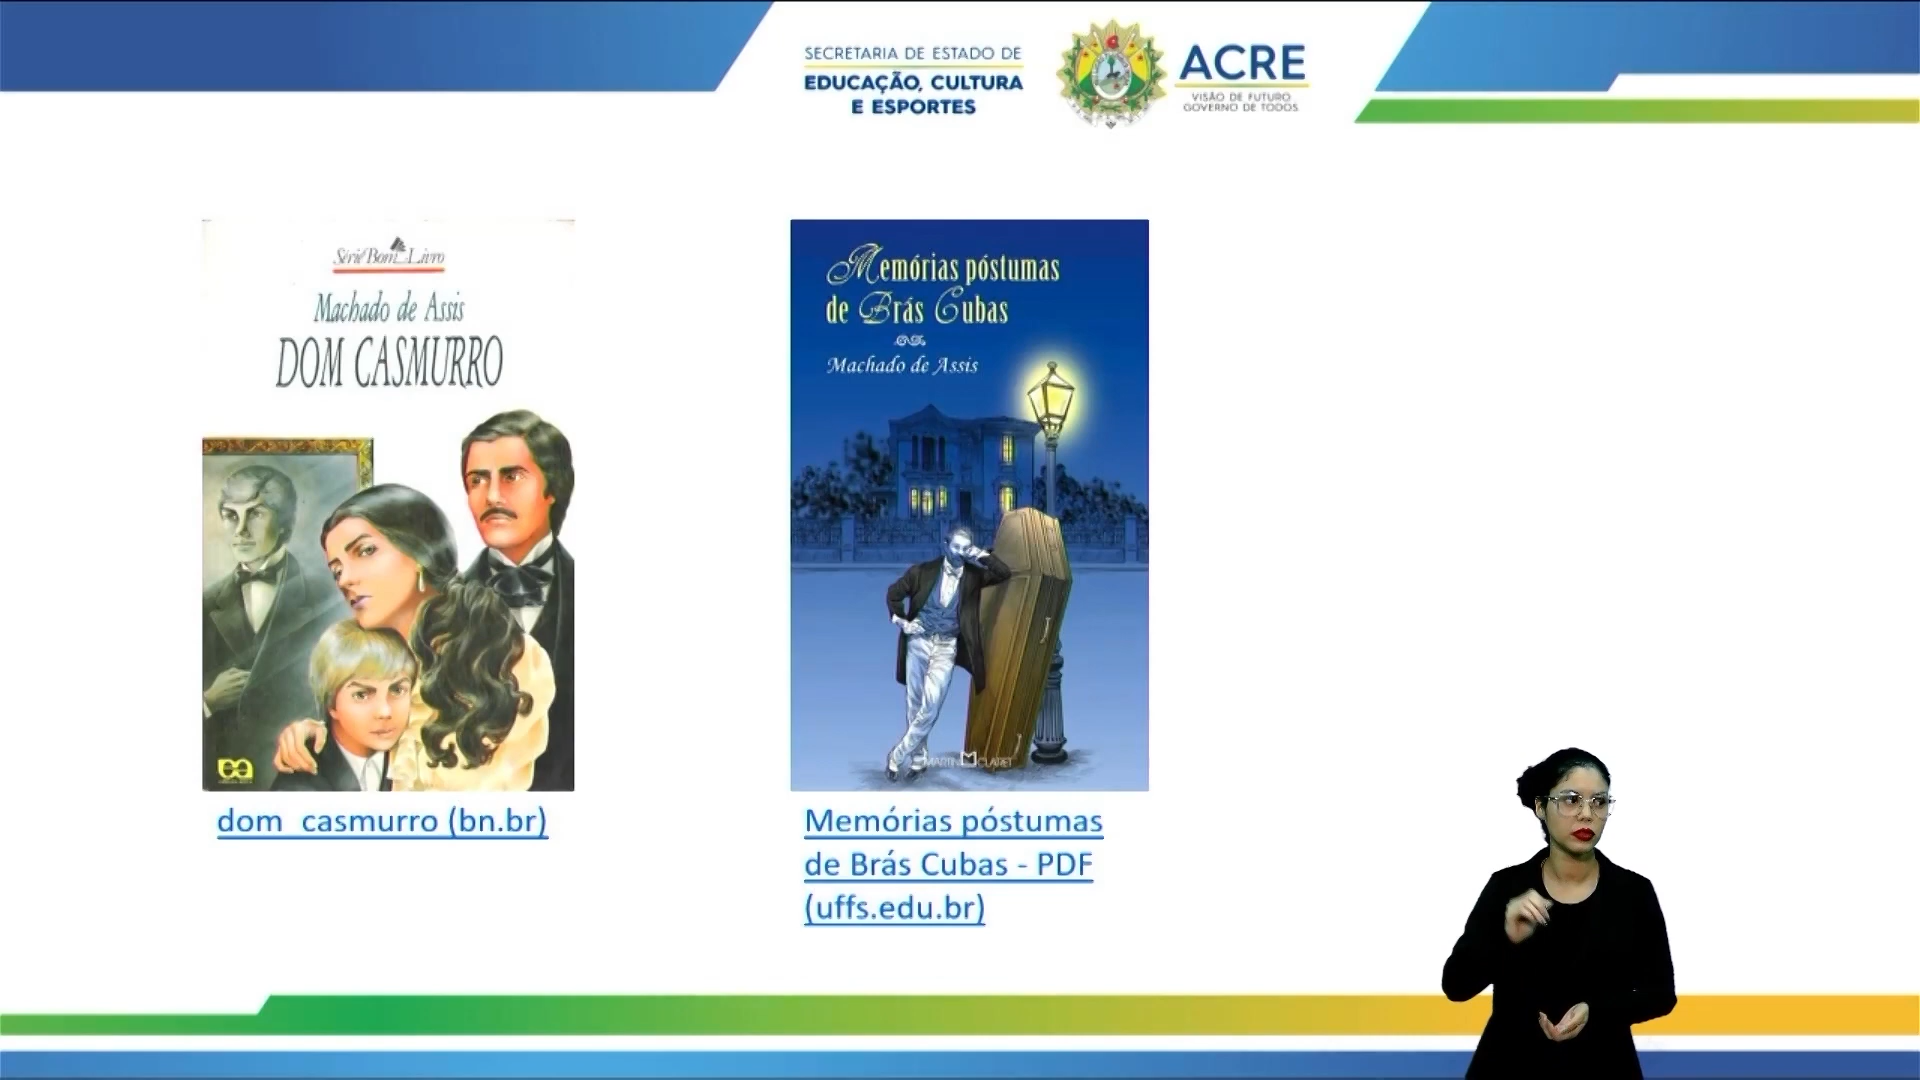 SECRETARIA DE ESTADO DE
EDUCAÇÃO, CULTURA
E ESPORTES
ACRE
VISÃO DE FUTURO
GOVERNO DE TODOS
Série Bom Livro
Machado de Assis
DOM CASMURRO
Memórias póstumas
de Brás Cubas
Machado de Assis
MARTIN CLARET
dom casmurro (bn.br)
Memórias póstumas
de Brás Cubas - PDF
(uffs.edu.br)